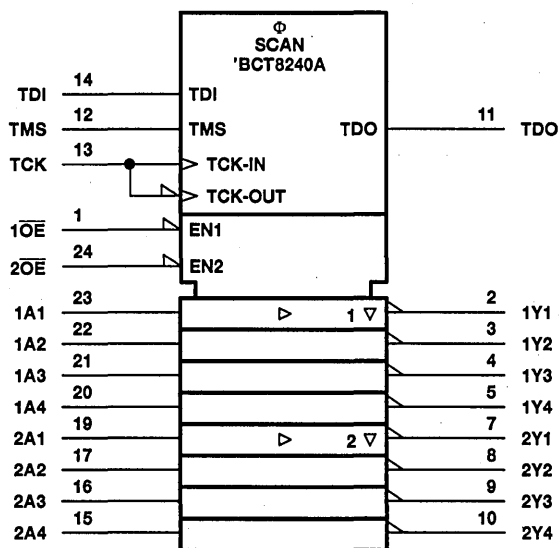 Φ
SCAN
'BCT8240A
TDI 14 TDI
TMS 12 TMS TDO 11 TDO
TCK 13 TCK-IN
TCK-OUT
1O̅E̅ 1 EN1
2O̅E̅ 24 EN2
1A1 23 ▷ 1 ▽ 2 1Y1
1A2 22 3 1Y2
1A3 21 4 1Y3
1A4 20 5 1Y4
2A1 19 ▷ 2 ▽ 7 2Y1
2A2 17 8 2Y2
2A3 16 9 2Y3
2A4 15 10 2Y4